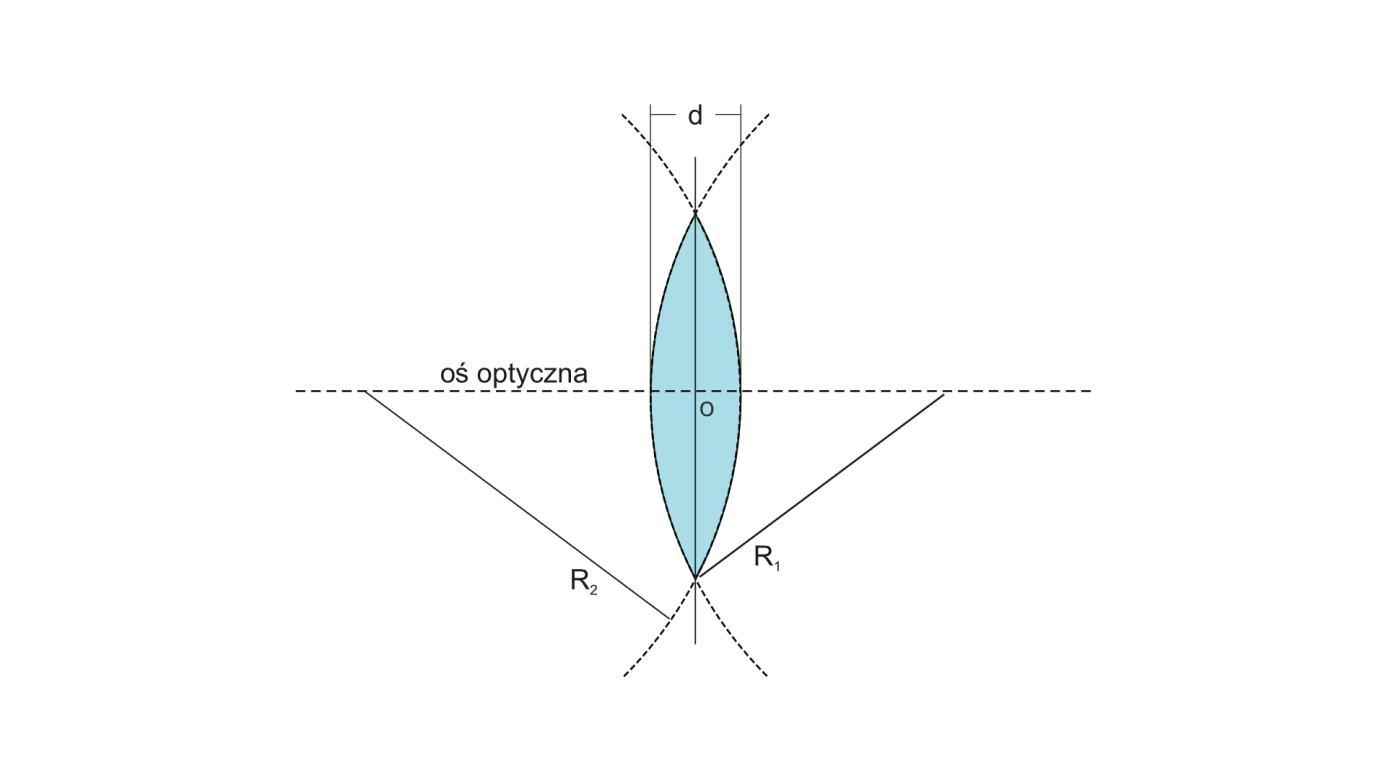 d
oś optyczna
o
R₁
R₂